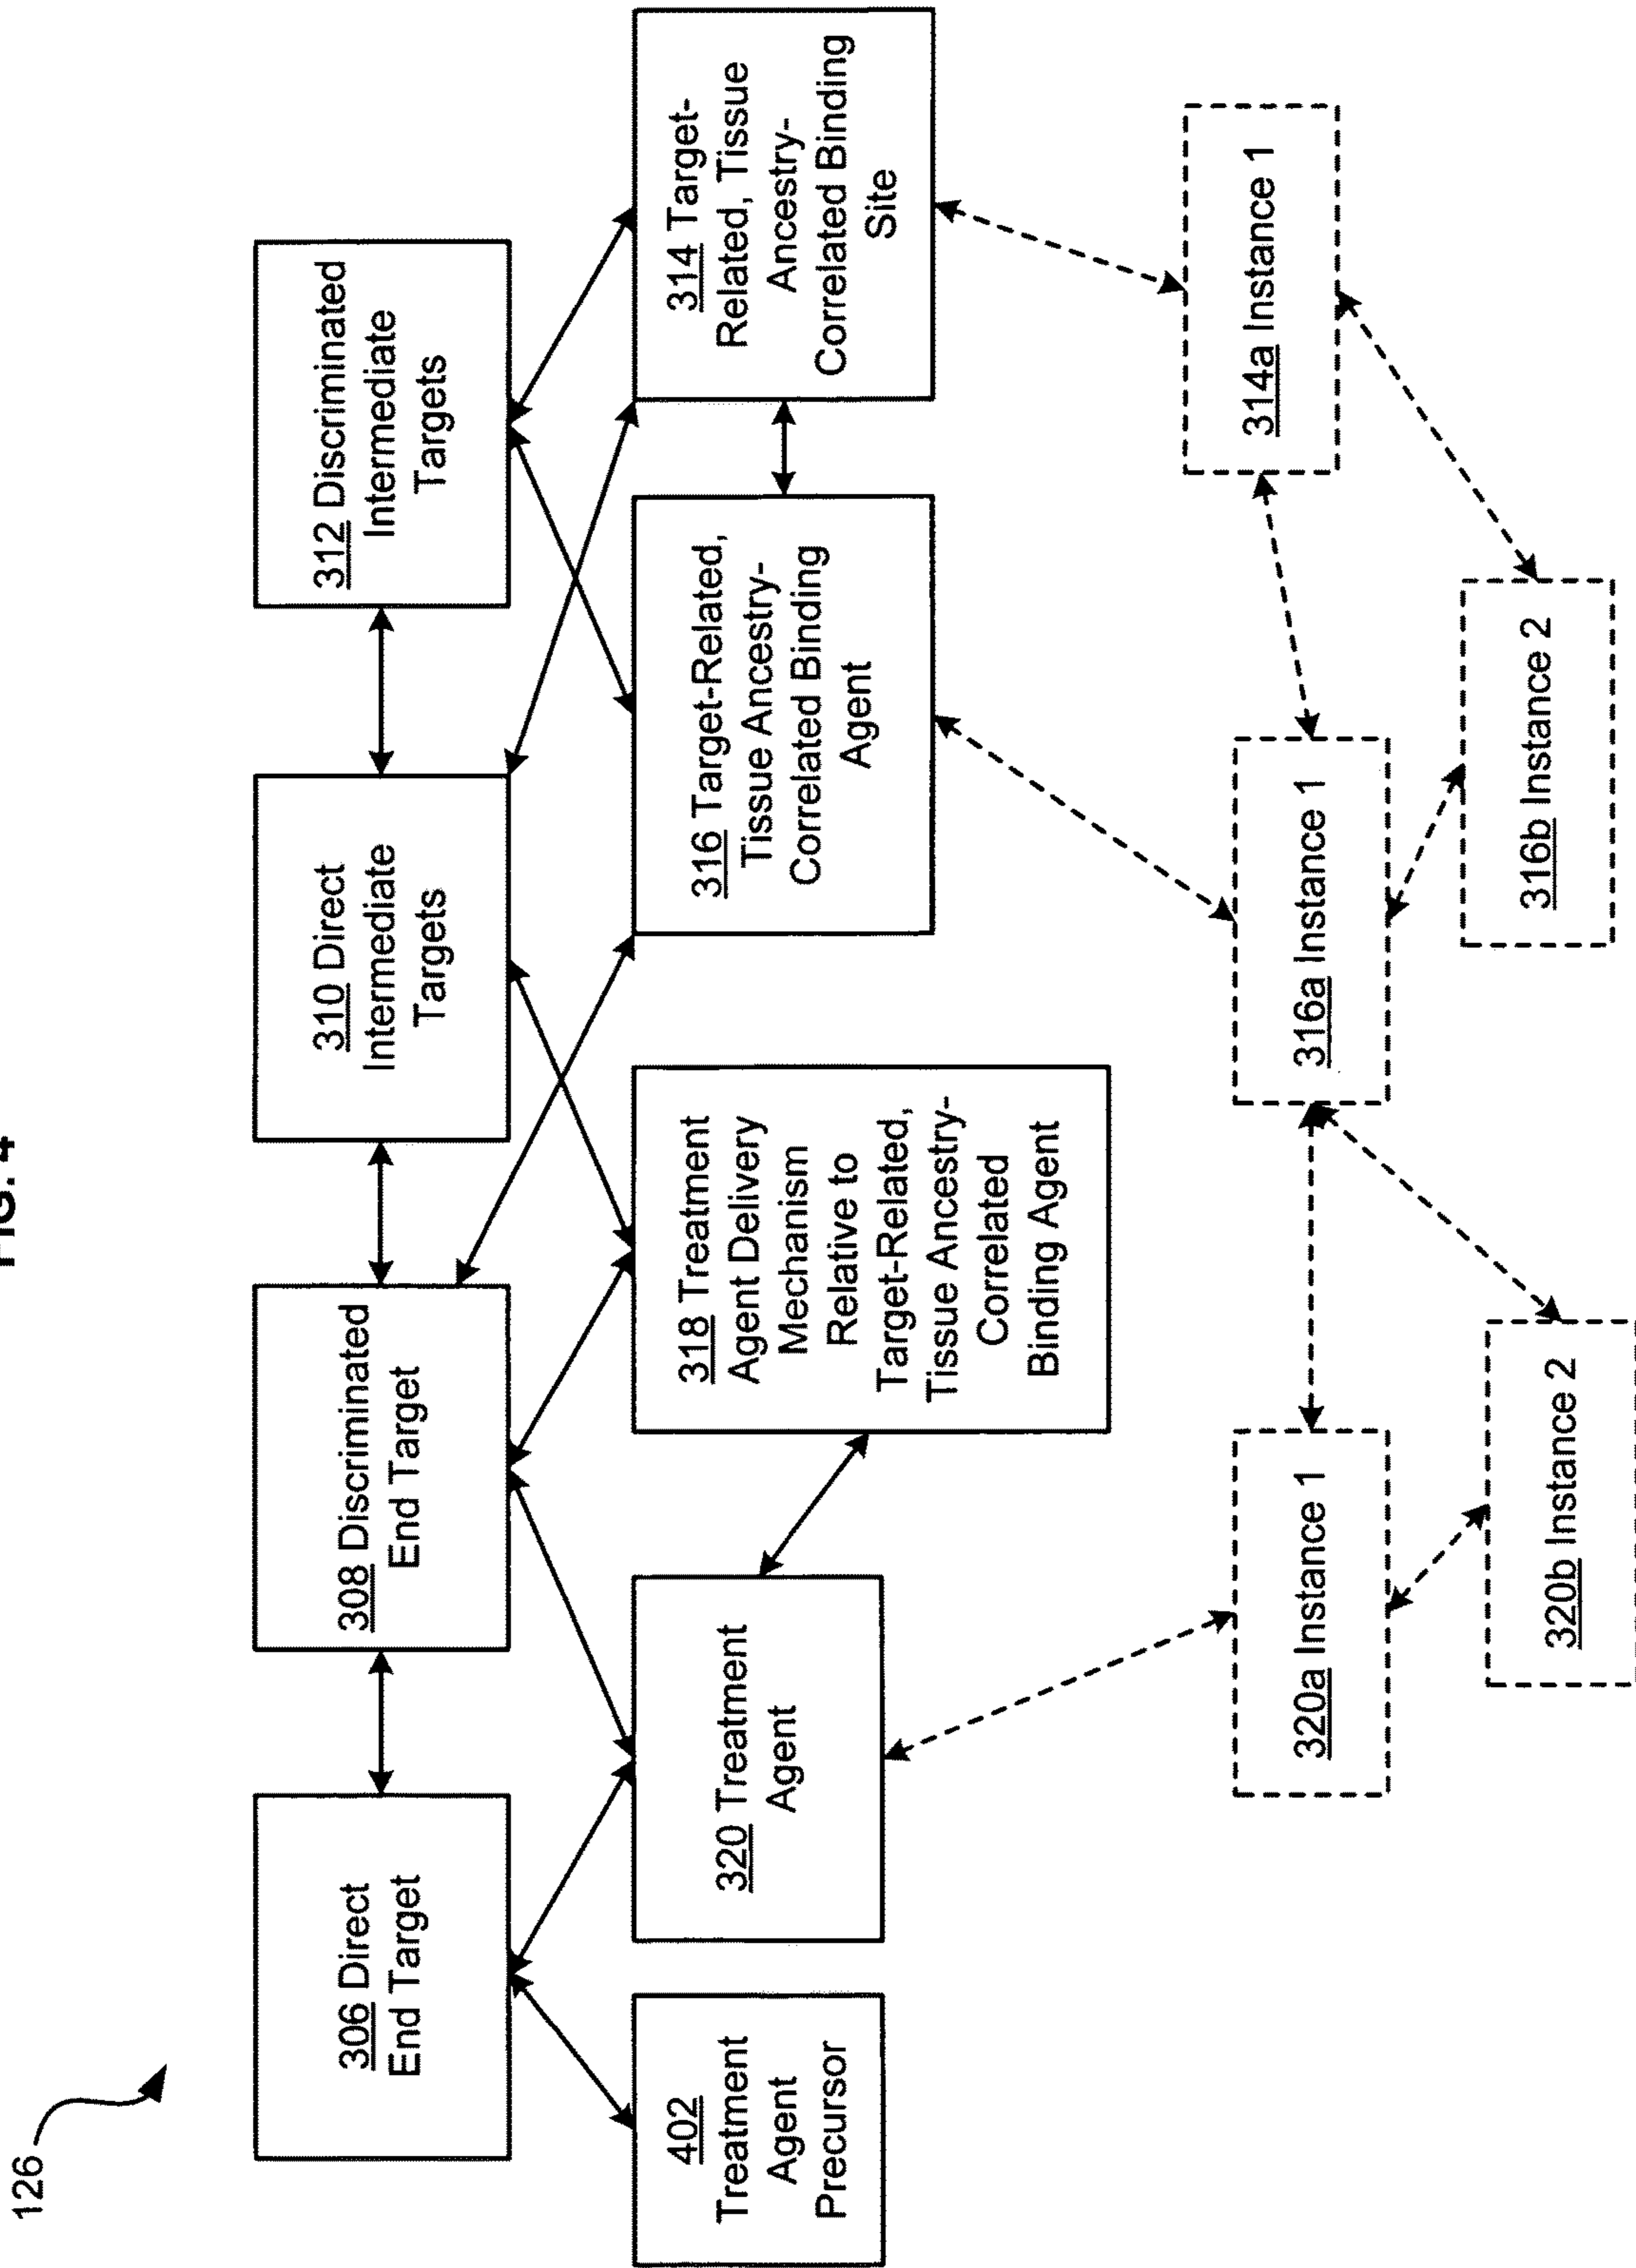 FIG. 4
126
306 Direct
End Target
308 Discriminated
End Target
310 Direct
Intermediate
Targets
312 Discriminated
Intermediate
Targets
402
Treatment
Agent
Precursor
320 Treatment
Agent
318 Treatment
Agent Delivery
Mechanism
Relative to
Target-Related,
Tissue Ancestry-
Correlated
Binding Agent
316 Target-Related,
Tissue Ancestry-
Correlated Binding
Agent
314 Target-
Related, Tissue
Ancestry-
Correlated Binding
Site
320a Instance 1
316a Instance 1
314a Instance 1
320b Instance 2
316b Instance 2